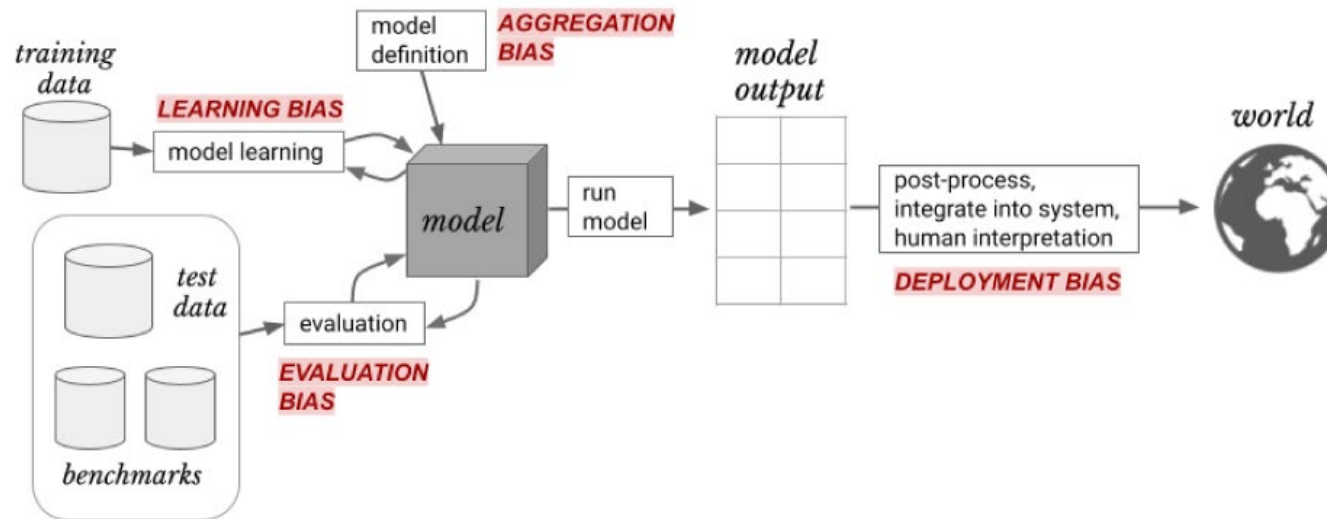 training
data
LEARNING BIAS
model learning
model
definition
AGGREGATION
BIAS
model
run
model
model
output
post-process,
integrate into system,
human interpretation
DEPLOYMENT BIAS
world
test
data
benchmarks
evaluation
EVALUATION
BIAS